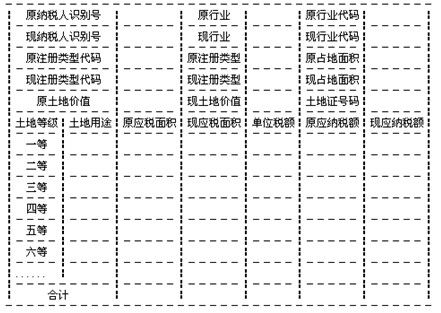 原纳税人识别号 原行业 原行业代码
现纳税人识别号 现行业 现行业代码
原注册类型代码 原注册类型 原占地面积
现注册类型代码 现注册类型 现占地面积
原土地价值 现土地价值 土地证号码
土地等级 土地用途 原应税面积 现应税面积 单位税额 原应纳税额 现应纳税额
一等
二等
三等
四等
五等
六等
......
合计